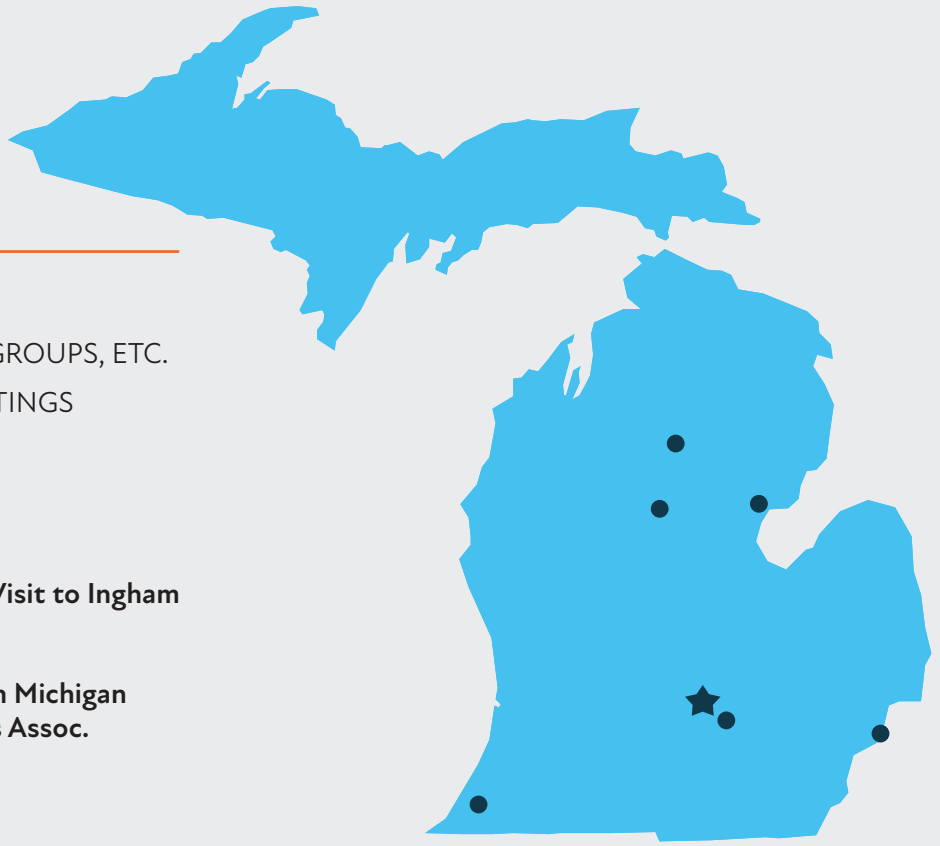 GROUPS, ETC.
TINGS
Visit to Ingham
n Michigan
s Assoc.